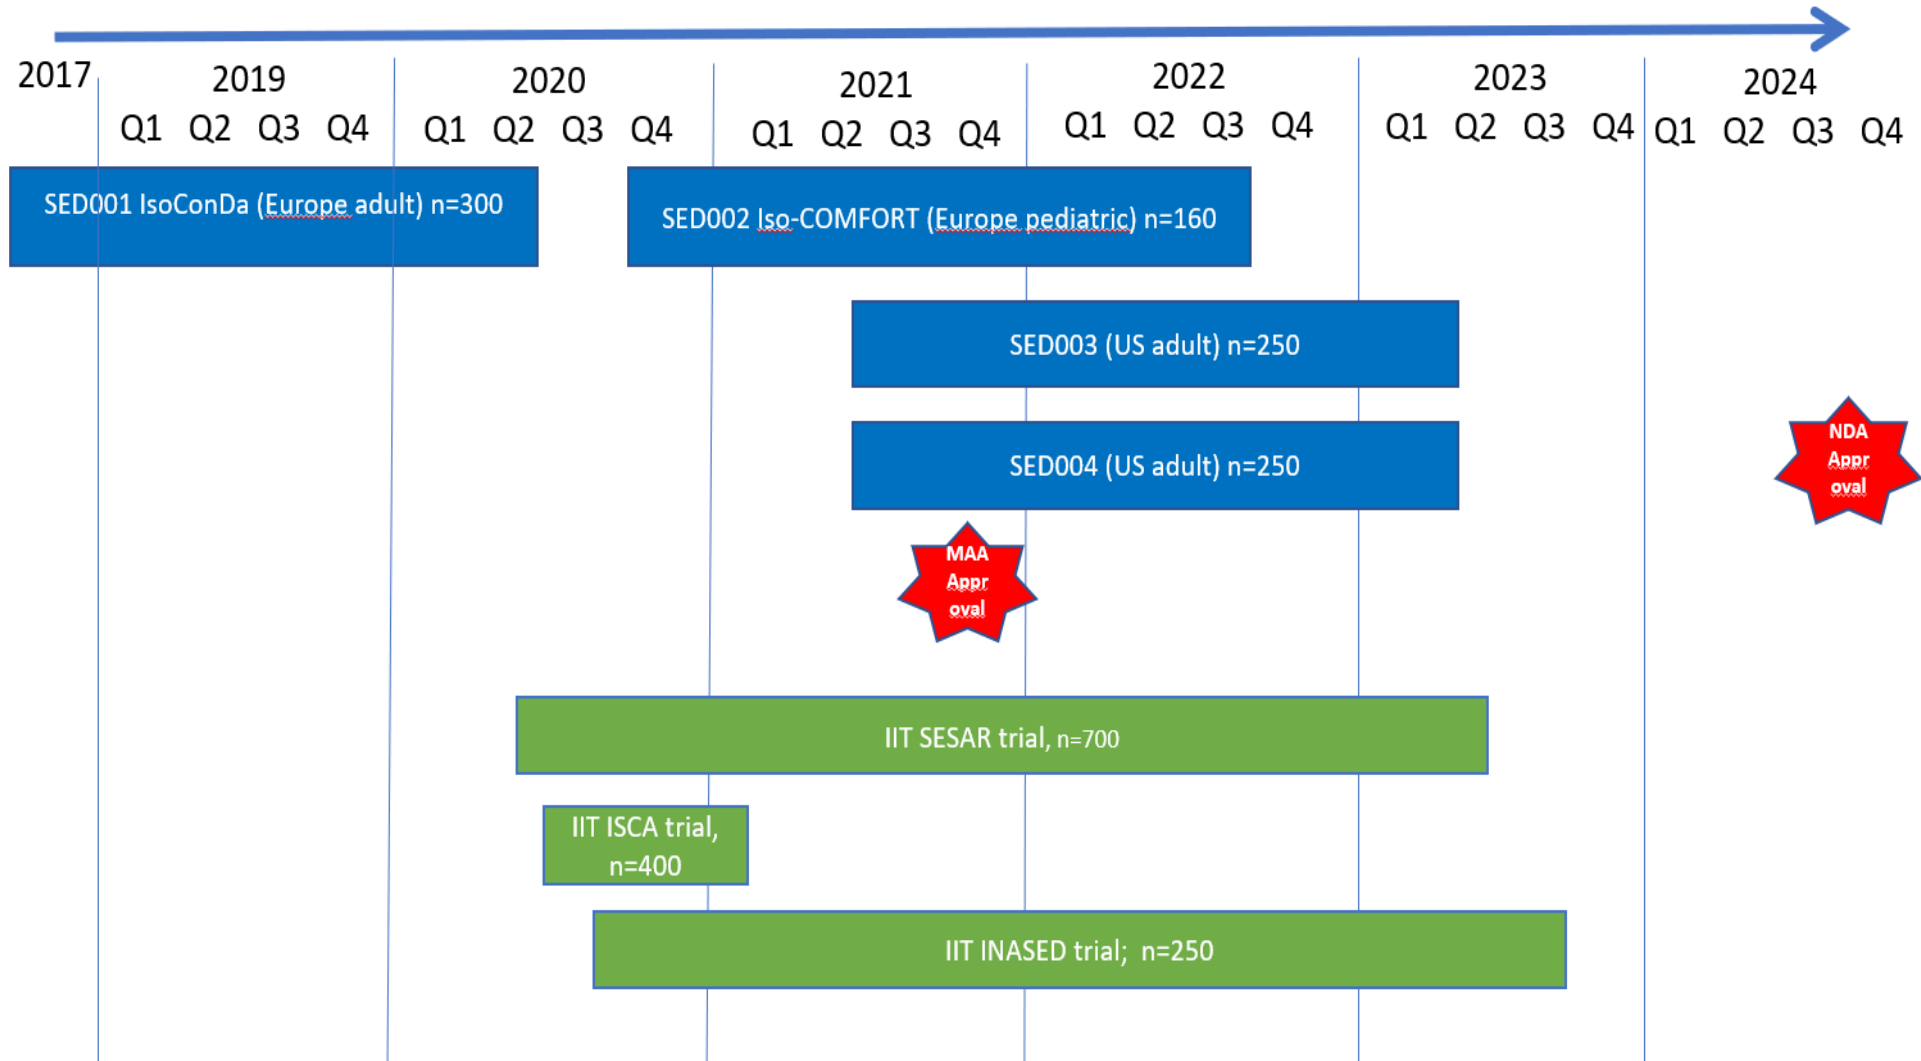 2017 2019 2020 2021 2022 2023 2024
Q1 Q2 Q3 Q4 Q1 Q2 Q3 Q4 Q1 Q2 Q3 Q4 Q1 Q2 Q3 Q4 Q1 Q2 Q3 Q4 Q1 Q2 Q3 Q4
SED001 IsoConDa (Europe adult) n=300
SED002 Iso-COMFORT (Europe pediatric) n=160
SED003 (US adult) n=250
SED004 (US adult) n=250
NDA
Appr
oval
MAA
Appr
oval
IIT SESAR trial, n=700
IIT ISCA trial,
n=400
IIT INASED trial; n=250